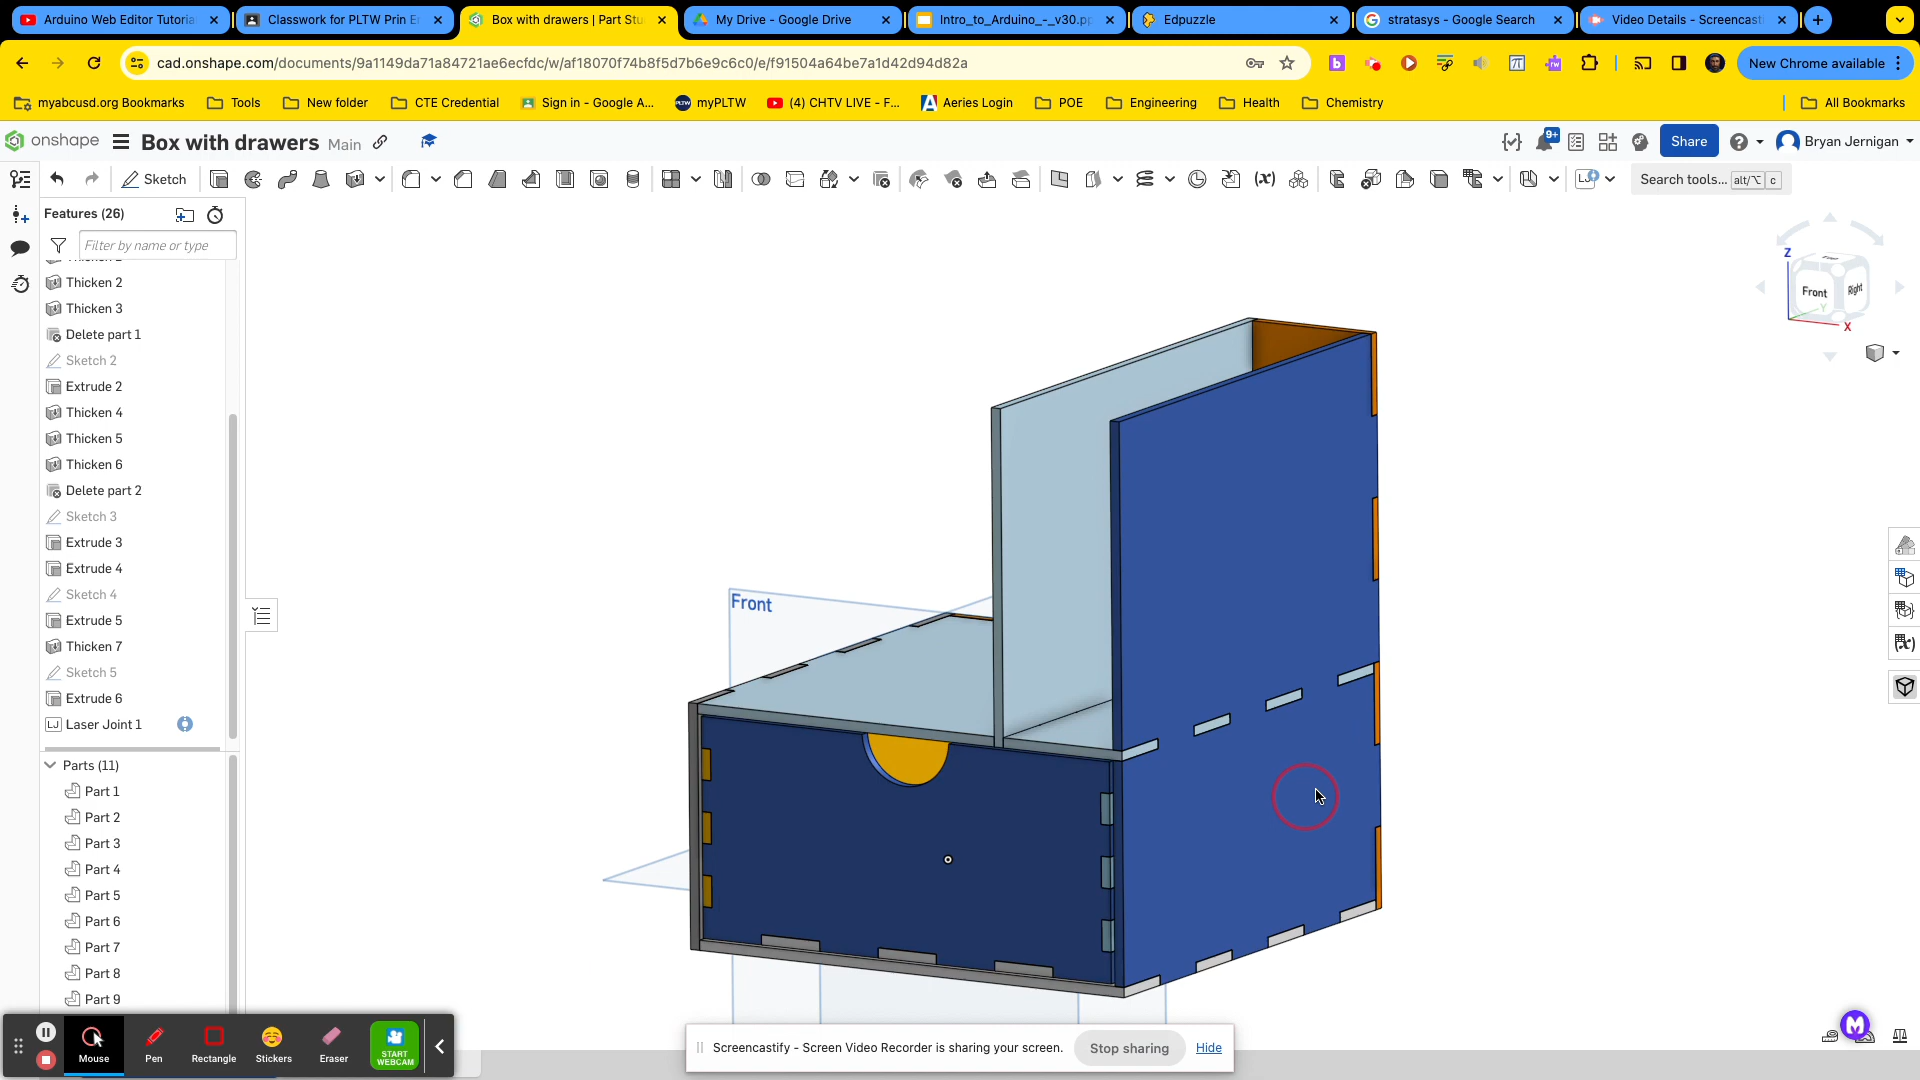 Arduino Web Editor Tutoria
Classwork for PLTW Prin E
Box with drawers | Part Stu
My Drive - Google Drive
Intro_to_Arduino_-_v30.pp
Edpuzzle
stratasys - Google Search
Video Details - Screencast
cad.onshape.com/documents/9a1149da71a84721ae6ecfdc/w/af18070f74b8f5d7b6e9c6c0/e/f91504a64be7a1d42d94d82a
New Chrome available
myabcusd.org Bookmarks
Tools
New folder
CTE Credential
Sign in - Google A...
myPLTW
(4) CHTV LIVE - F...
Aeries Login
POE
Engineering
Health
Chemistry
All Bookmarks
onshape
Box with drawers Main
9+
Share
Bryan Jernigan
Sketch
Search tools... alt/⌥ c
Features (26)
Filter by name or type
Thicken 2
Thicken 3
Delete part 1
Sketch 2
Extrude 2
Thicken 4
Thicken 5
Thicken 6
Delete part 2
Sketch 3
Extrude 3
Extrude 4
Sketch 4
Extrude 5
Thicken 7
Sketch 5
Extrude 6
LJ Laser Joint 1
Parts (11)
Part 1
Part 2
Part 3
Part 4
Part 5
Part 6
Part 7
Part 8
Part 9
Front
Z
Front
Right
Y
X
Mouse
Pen
Rectangle
Stickers
Eraser
START WEBCAM
Screencastify - Screen Video Recorder is sharing your screen.
Stop sharing
Hide